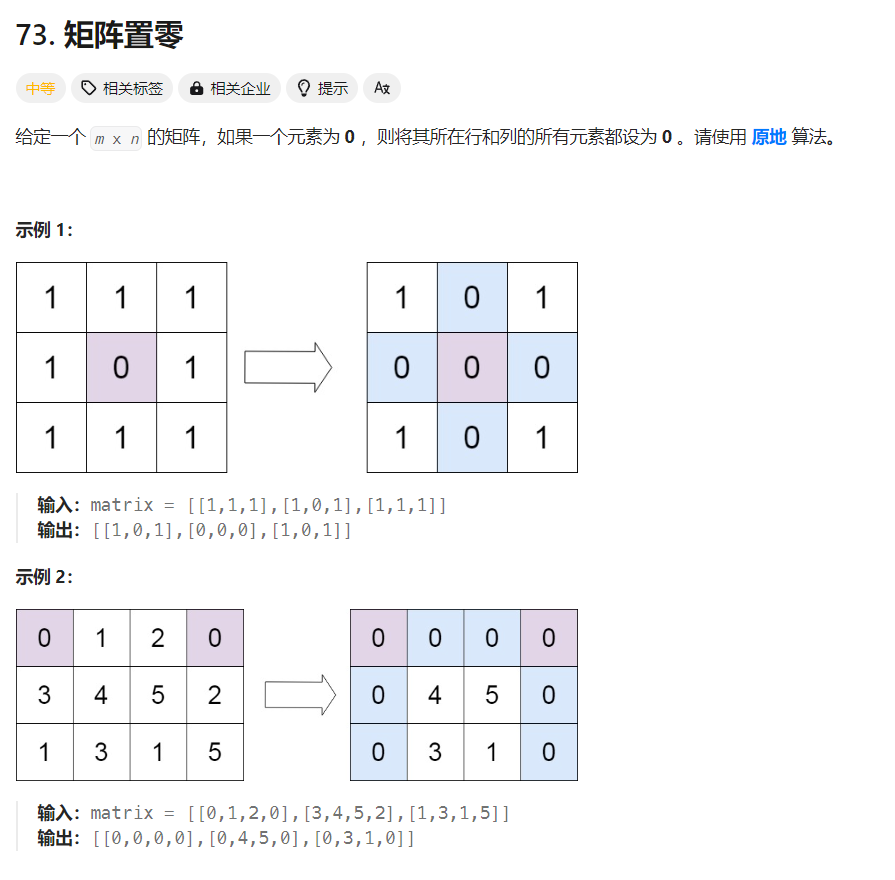 73. 矩阵置零
中等 相关标签 相关企业 提示 A文
给定一个 m x n 的矩阵，如果一个元素为 0 ，则将其所在行和列的所有元素都设为 0 。请使用 原地 算法。
示例 1：
1 1 1 1 0 1
1 0 1 0 0 0
1 1 1 1 0 1
输入：matrix = [[1,1,1],[1,0,1],[1,1,1]]
输出：[[1,0,1],[0,0,0],[1,0,1]]
示例 2：
0 1 2 0 0 0 0 0
3 4 5 2 0 4 5 0
1 3 1 5 0 3 1 0
输入：matrix = [[0,1,2,0],[3,4,5,2],[1,3,1,5]]
输出：[[0,0,0,0],[0,4,5,0],[0,3,1,0]]